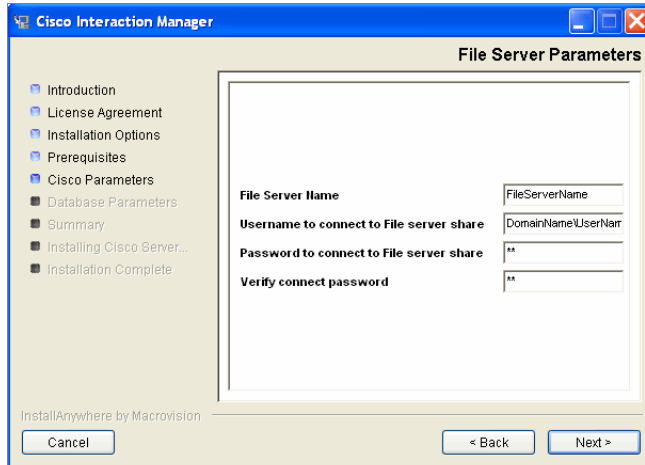 Cisco Interaction Manager
File Server Parameters
Introduction
License Agreement
Installation Options
Prerequisites
Cisco Parameters
Database Parameters
Summary
Installing Cisco Server...
Installation Complete
File Server Name
FileServerName
Username to connect to File server share
DomainName\UserNam
Password to connect to File server share
**
Verify connect password
**
InstallAnywhere by Macrovision
Cancel
< Back
Next >